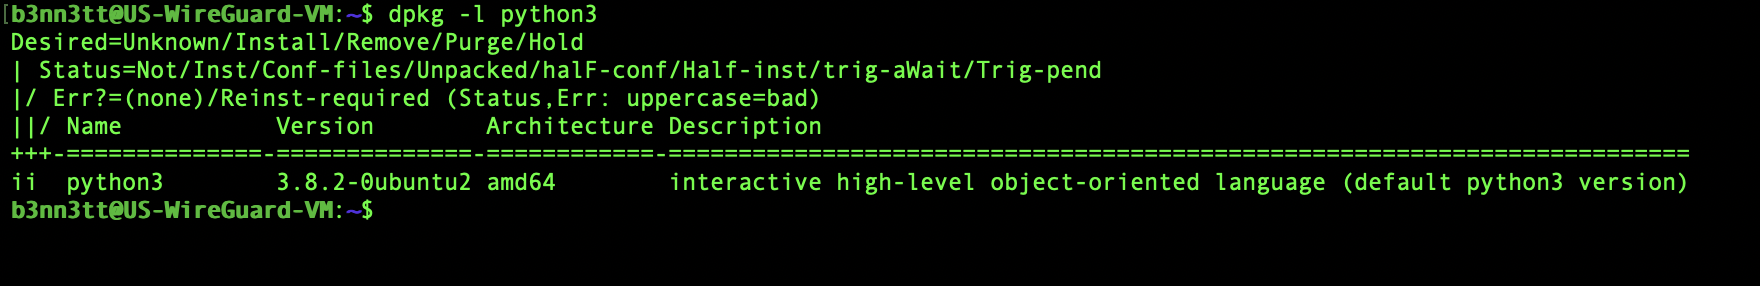 [b3nn3tt@US-WireGuard-VM:~$ dpkg -l python3
Desired=Unknown/Install/Remove/Purge/Hold
| Status=Not/Inst/Conf-files/Unpacked/halF-conf/Half-inst/trig-aWait/Trig-pend
|/ Err?=(none)/Reinst-required (Status,Err: uppercase=bad)
||/ Name           Version        Architecture Description
+++-==============-==============-============-=========================================================================
ii  python3        3.8.2-0ubuntu2 amd64        interactive high-level object-oriented language (default python3 version)
b3nn3tt@US-WireGuard-VM:~$